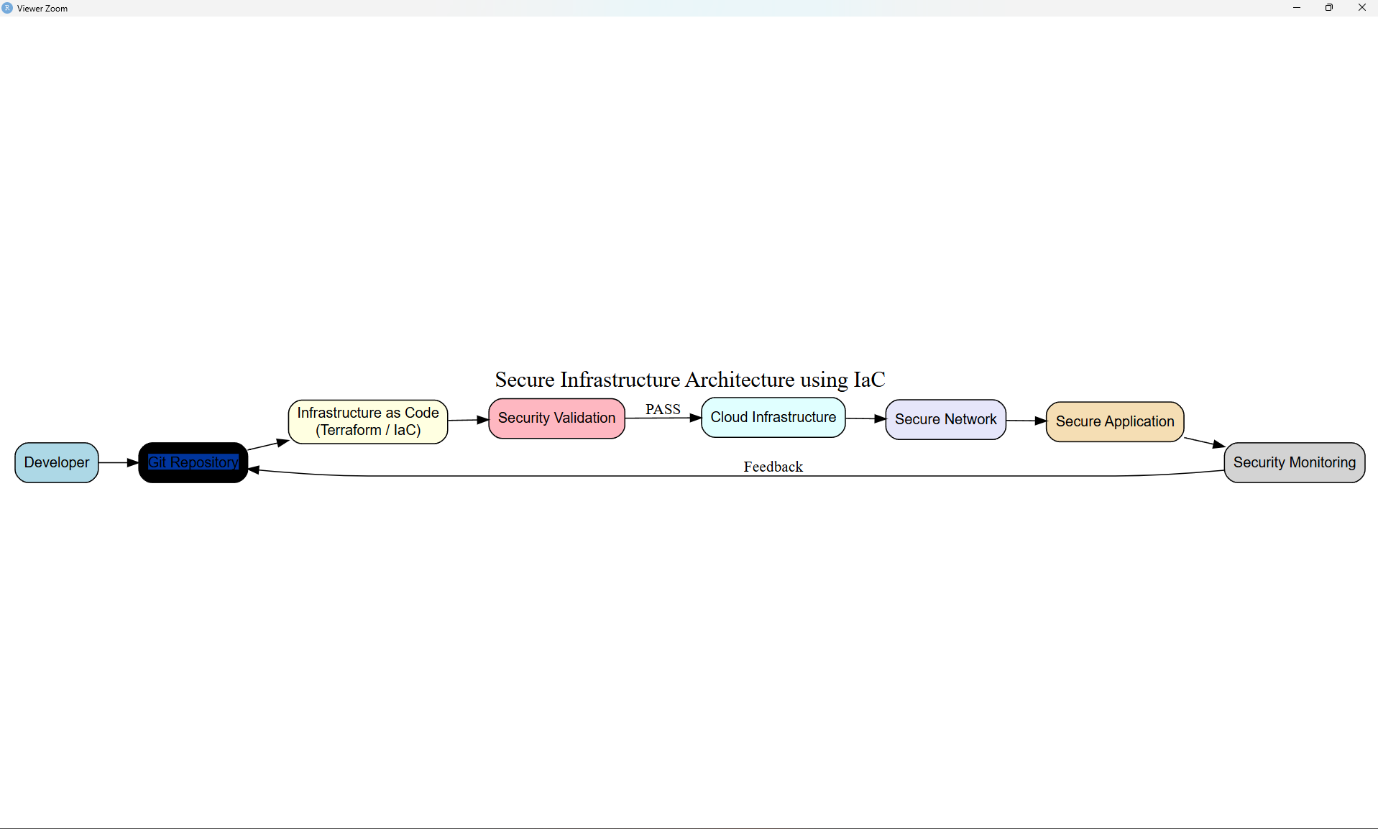 R Viewer Zoom
Secure Infrastructure Architecture using IaC
Developer
Git Repository
Infrastructure as Code
(Terraform / IaC)
Security Validation
PASS
Cloud Infrastructure
Secure Network
Secure Application
Security Monitoring
Feedback